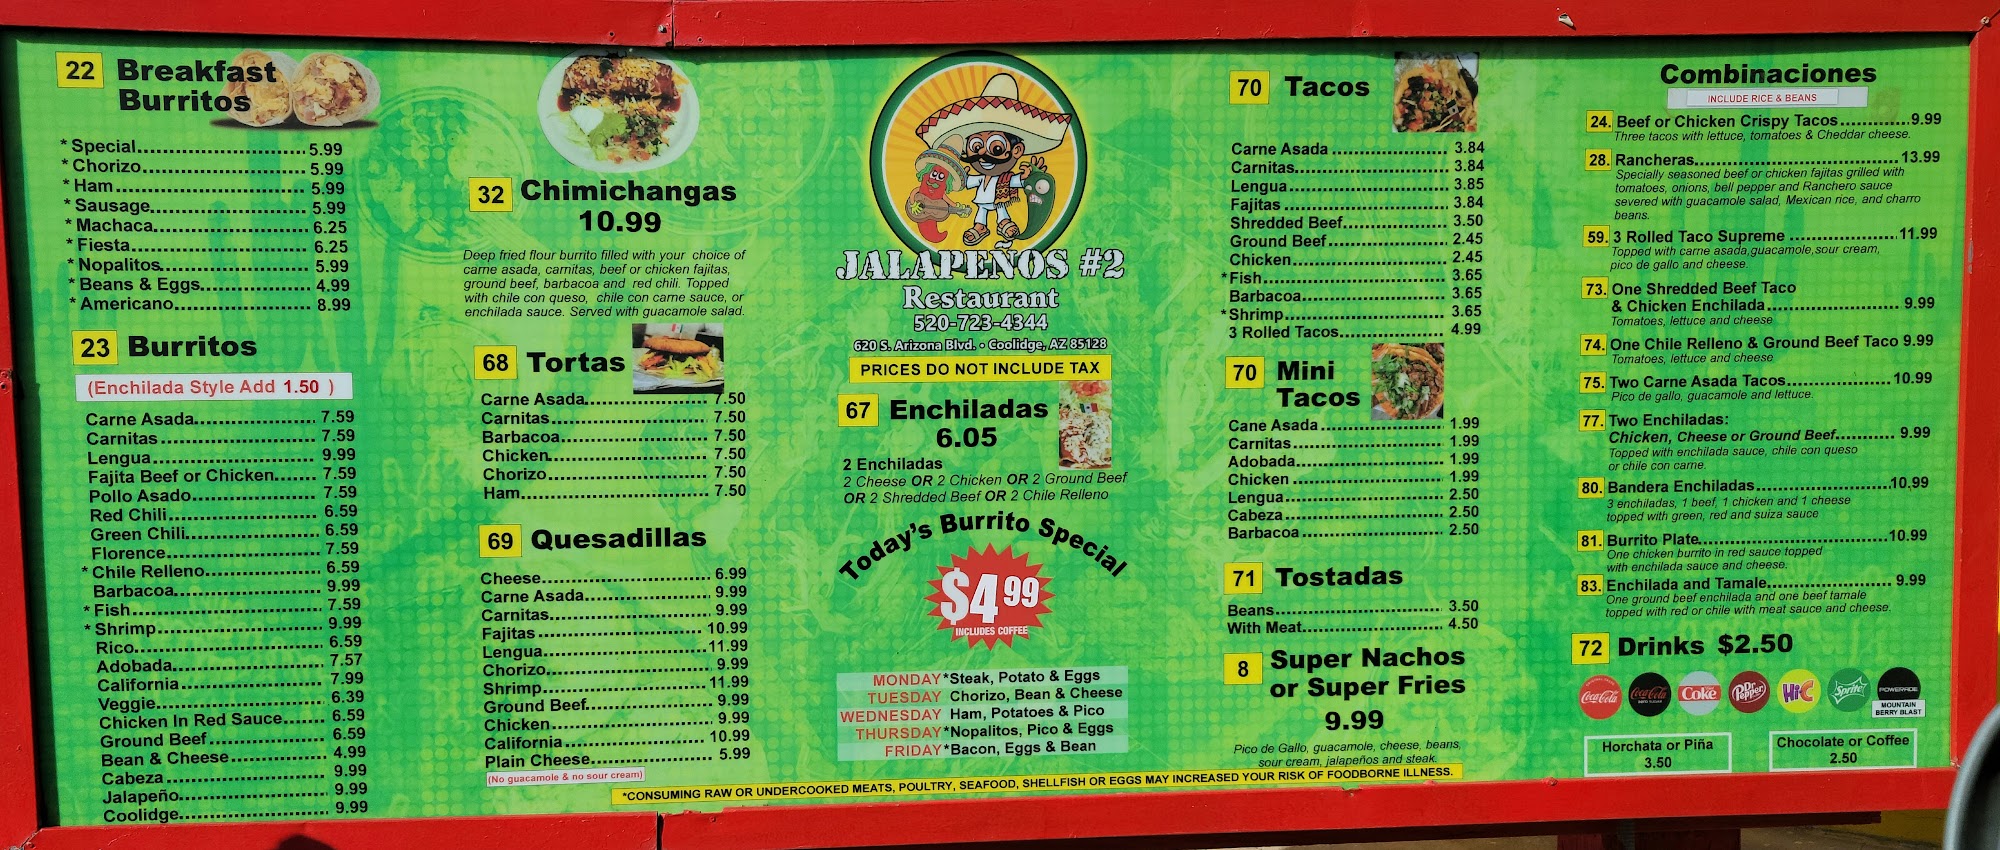 22 Breakfast
Burritos
* Special 5.99
* Chorizo 5.99
* Ham 5.99
* Sausage 5.99
* Machaca 6.25
* Fiesta 6.25
* Nopalitos 5.99
* Beans & Eggs 4.99
* Americano 8.99
23 Burritos
(Enchilada Style Add 1.50 )
Carne Asada 7.59
Carnitas 7.59
Lengua 9.99
Fajita Beef or Chicken 7.59
Pollo Asado 7.59
Red Chili 6.59
Green Chili 6.59
Florence 7.59
* Chile Relleno 6.59
Barbacoa 9.99
* Fish 7.59
* Shrimp 9.99
Rico 6.59
Adobada 7.57
California 7.99
Veggie 6.39
Chicken In Red Sauce 6.59
Ground Beef 6.59
Bean & Cheese 4.99
Cabeza 9.99
Jalapeño 9.99
Coolidge 9.99
32 Chimichangas
10.99
Deep fried flour burrito filled with your choice of
carne asada, carnitas, beef or chicken fajitas,
ground beef, barbacoa and red chili. Topped
with chile con queso, chile con carne sauce, or
enchilada sauce. Served with guacamole salad.
68 Tortas
Carne Asada 7.50
Carnitas 7.50
Barbacoa 7.50
Chicken 7.50
Chorizo 7.50
Ham 7.50
69 Quesadillas
Cheese 6.99
Carne Asada 9.99
Carnitas 9.99
Fajitas 10.99
Lengua 11.99
Chorizo 9.99
Shrimp 11.99
Ground Beef 9.99
Chicken 9.99
California 10.99
Plain Cheese 5.99
(No guacamole & no sour cream)
JALAPEÑOS #2
Restaurant
520-723-4344
620 S. Arizona Blvd. • Coolidge, AZ 85128
PRICES DO NOT INCLUDE TAX
67 Enchiladas
6.05
2 Enchiladas
2 Cheese OR 2 Chicken OR 2 Ground Beef
OR 2 Shredded Beef OR 2 Chile Relleno
Today's Burrito Special
$4.99
INCLUDES COFFEE
MONDAY *Steak, Potato & Eggs
TUESDAY Chorizo, Bean & Cheese
WEDNESDAY Ham, Potatoes & Pico
THURSDAY *Nopalitos, Pico & Eggs
FRIDAY *Bacon, Eggs & Bean
*CONSUMING RAW OR UNDERCOOKED MEATS, POULTRY, SEAFOOD, SHELLFISH OR EGGS MAY INCREASED YOUR RISK OF FOODBORNE ILLNESS.
70 Tacos
Carne Asada 3.84
Carnitas 3.84
Lengua 3.85
Fajitas 3.84
Shredded Beef 3.50
Ground Beef 2.45
Chicken 2.45
*Fish 3.65
Barbacoa 3.65
*Shrimp 3.65
3 Rolled Tacos 4.99
70 Mini
Tacos
Cane Asada 1.99
Carnitas 1.99
Adobada 1.99
Chicken 1.99
Lengua 2.50
Cabeza 2.50
Barbacoa 2.50
71 Tostadas
Beans 3.50
With Meat 4.50
8 Super Nachos
or Super Fries
9.99
Pico de Gallo, guacamole, cheese, beans,
sour cream, jalapeños and steak.
Combinaciones
INCLUDE RICE & BEANS
24. Beef or Chicken Crispy Tacos 9.99
Three tacos with lettuce, tomatoes & Cheddar cheese.
28. Rancheras 13.99
Specially seasoned beef or chicken fajitas grilled with
tomatoes, onions, bell pepper and Ranchero sauce
severed with guacamole salad, Mexican rice, and charro
beans.
59. 3 Rolled Taco Supreme 11.99
Topped with carne asada,guacamole,sour cream,
pico de gallo and cheese.
73. One Shredded Beef Taco
& Chicken Enchilada 9.99
Tomatoes, lettuce and cheese
74. One Chile Relleno & Ground Beef Taco 9.99
Tomatoes, lettuce and cheese
75. Two Carne Asada Tacos 10.99
Pico de gallo, guacamole and lettuce.
77. Two Enchiladas:
Chicken, Cheese or Ground Beef 9.99
Topped with enchilada sauce, chile con queso
or chile con carne.
80. Bandera Enchiladas 10.99
3 enchiladas, 1 beef, 1 chicken and 1 cheese
topped with green, red and suiza sauce
81. Burrito Plate 10.99
One chicken burrito in red sauce topped
with enchilada sauce and cheese.
83. Enchilada and Tamale 9.99
One ground beef enchilada and one beef tamale
topped with red or chile with meat sauce and cheese.
72 Drinks $2.50
Coca-Cola
Coca-Cola ZERO SUGAR
Coke
Dr Pepper
Hi-C
Sprite
POWERADE
MOUNTAIN
BERRY BLAST
Horchata or Piña
3.50
Chocolate or Coffee
2.50